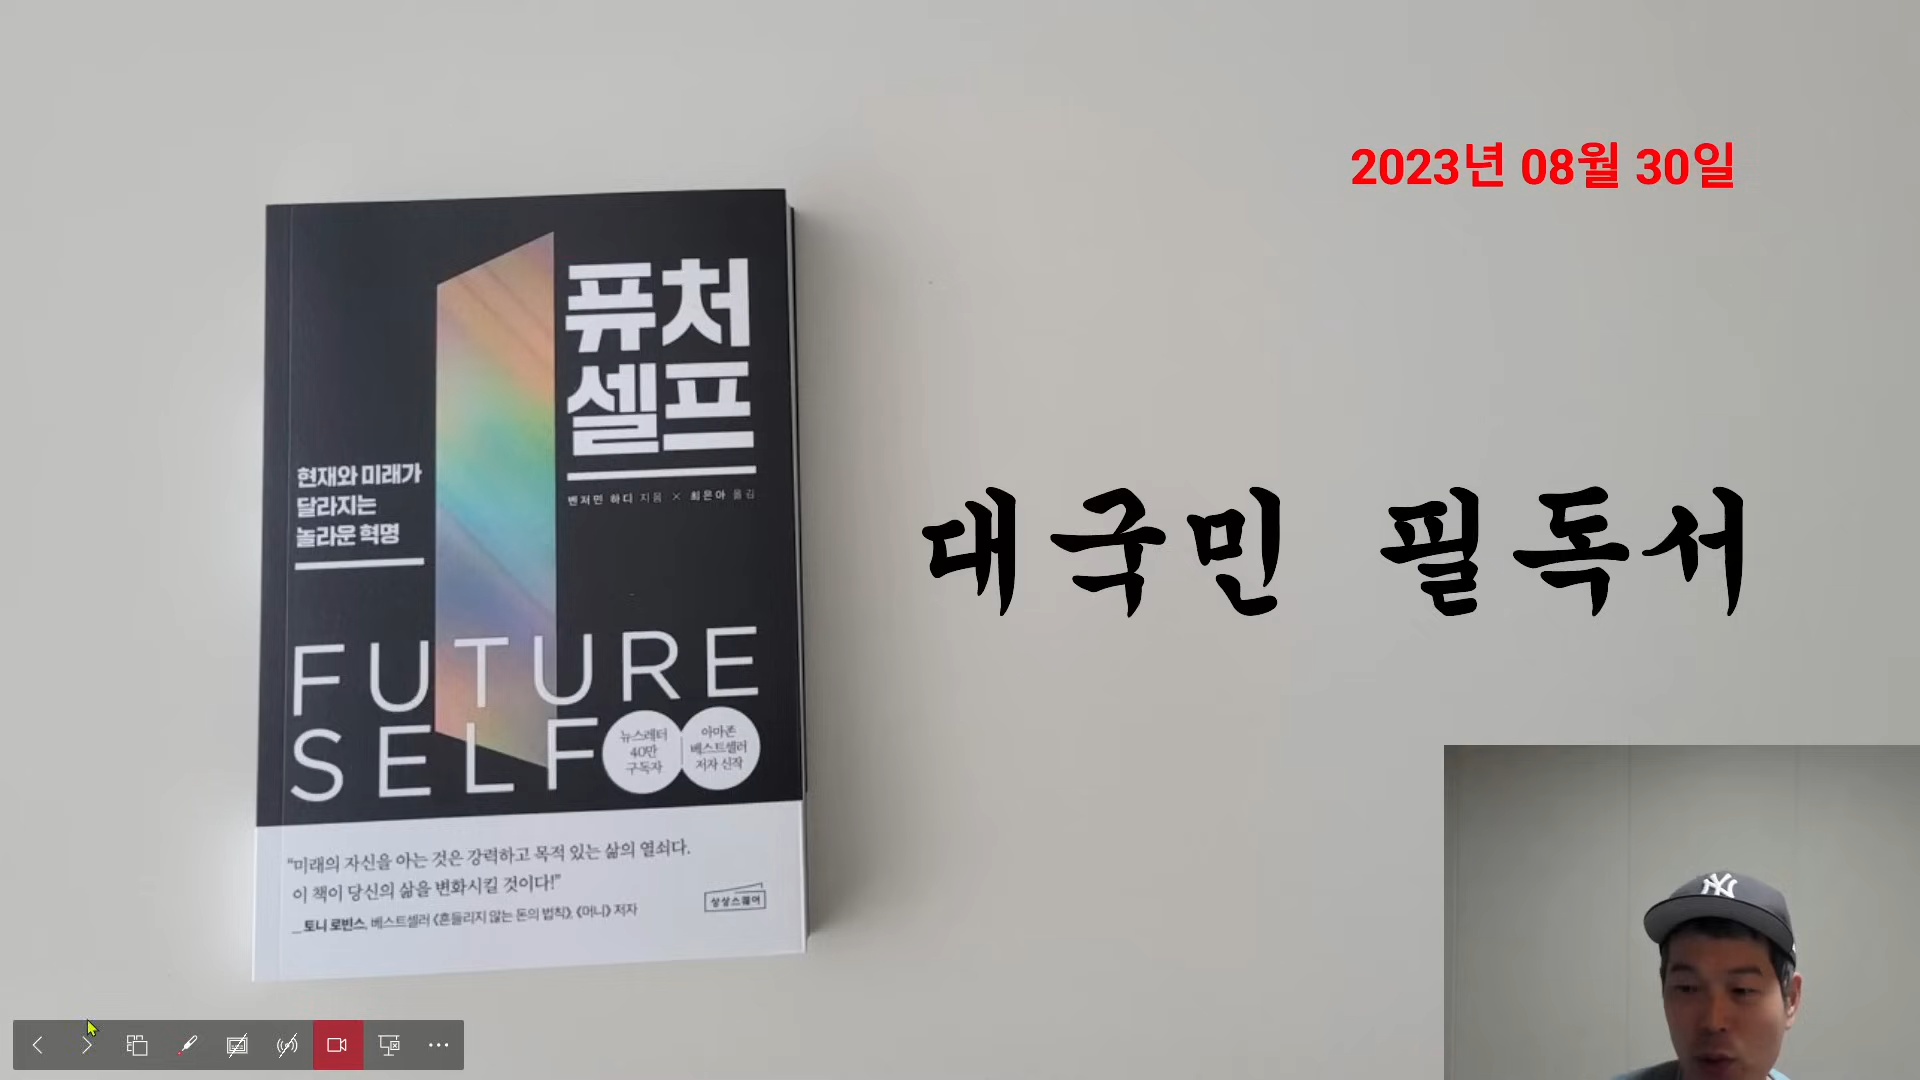 2023년 08월 30일
퓨처
셀프
벤저민 하디 지음 × 최은아 옮김
현재와 미래가
달라지는
놀라운 혁명
FUTURE
SELF
뉴스레터
40만
구독자
아마존
베스트셀러
저자 신작
"미래의 자신을 아는 것은 강력하고 목적 있는 삶의 열쇠다.
이 책이 당신의 삶을 변화시킬 것이다!"
_토니 로빈스, 베스트셀러 《흔들리지 않는 돈의 법칙》, 《머니》 저자
상상스퀘어
대국민 필독서
NY